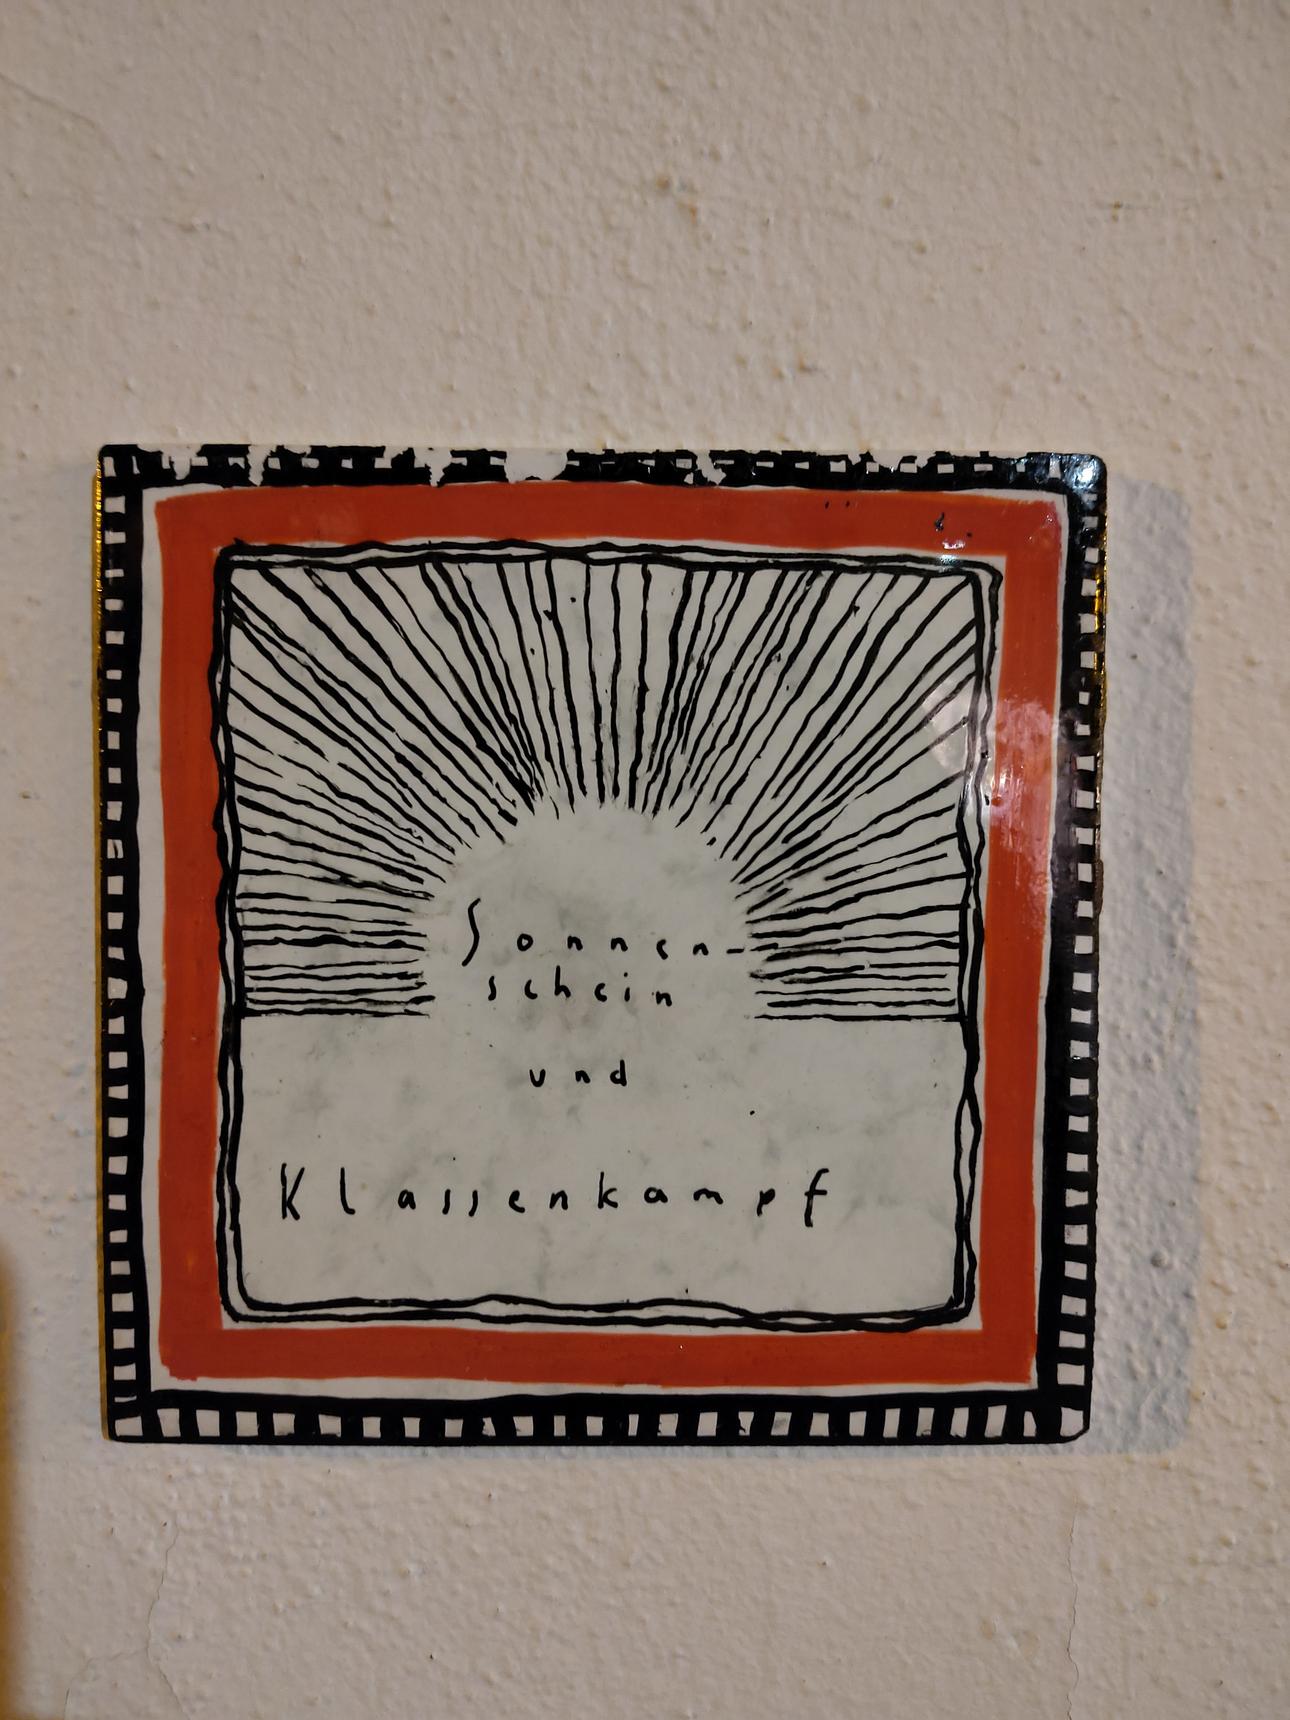 Sonnen-
schein
und
Klassenkampf